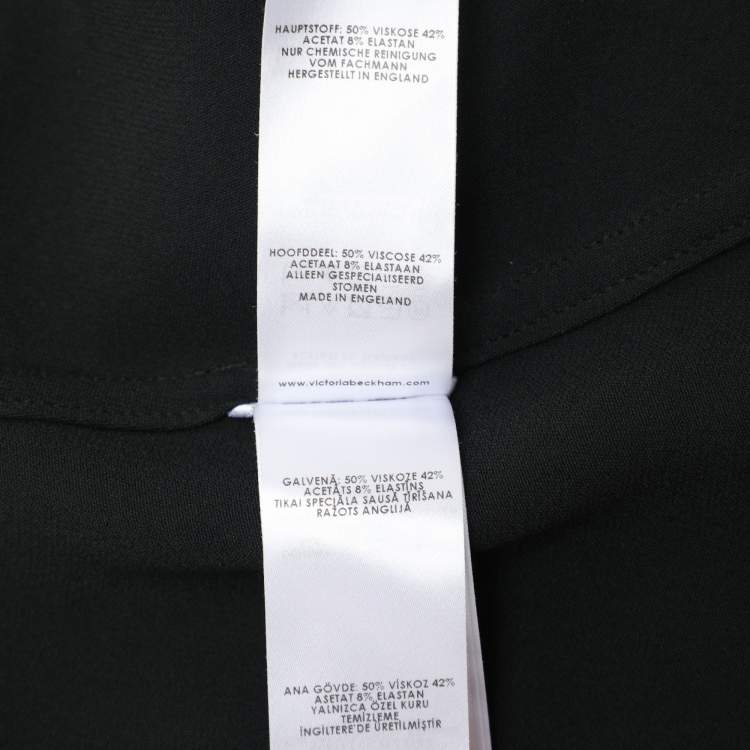 HAUPTSTOFF: 50% VISKOSE 42%
ACETAT 8% ELASTAN
NUR CHEMISCHE REINIGUNG
VOM FACHMANN
HERGESTELLT IN ENGLAND
HOOFDDEEL: 50% VISCOSE 42%
ACETAAT 8% ELASTAAN
ALLEEN GESPECIALISEERD
STOMEN
MADE IN ENGELAND
www.victoriabeckham.com
GALVENĀ: 50% VISKOZE 42%
ACETĀTS 8% ELASTĪNS
TIKAI SPECIĀLA SAUSĀ TĪRĪŠANA
RAŽOTS ANGLIJĀ
ANA GÖVDE: 50% VİSKOZ 42%
ASETAT 8% ELASTAN
YALNIZCA ÖZEL KURU
TEMİZLEME
İNGİLTERE'DE ÜRETİLMİŞTİR